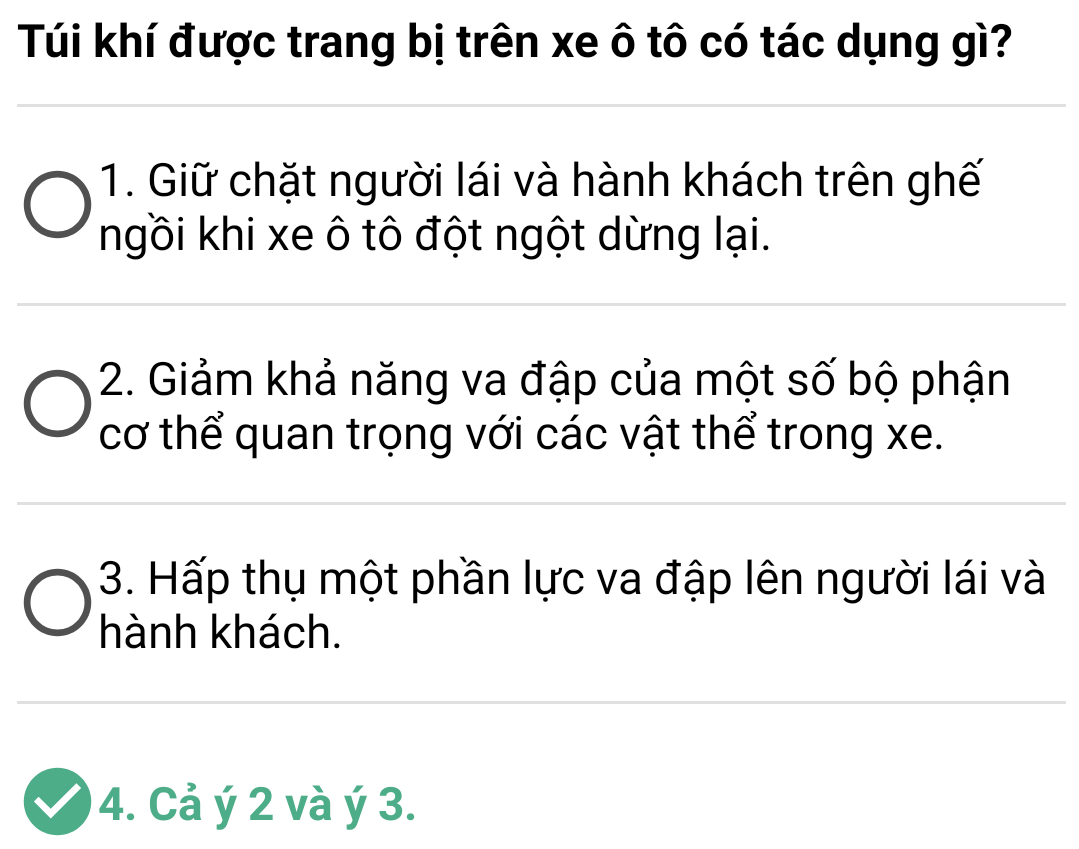 Túi khí được trang bị trên xe ô tô có tác dụng gì?
1. Giữ chặt người lái và hành khách trên ghế
ngồi khi xe ô tô đột ngột dừng lại.
2. Giảm khả năng va đập của một số bộ phận
cơ thể quan trọng với các vật thể trong xe.
3. Hấp thụ một phần lực va đập lên người lái và
hành khách.
4. Cả ý 2 và ý 3.